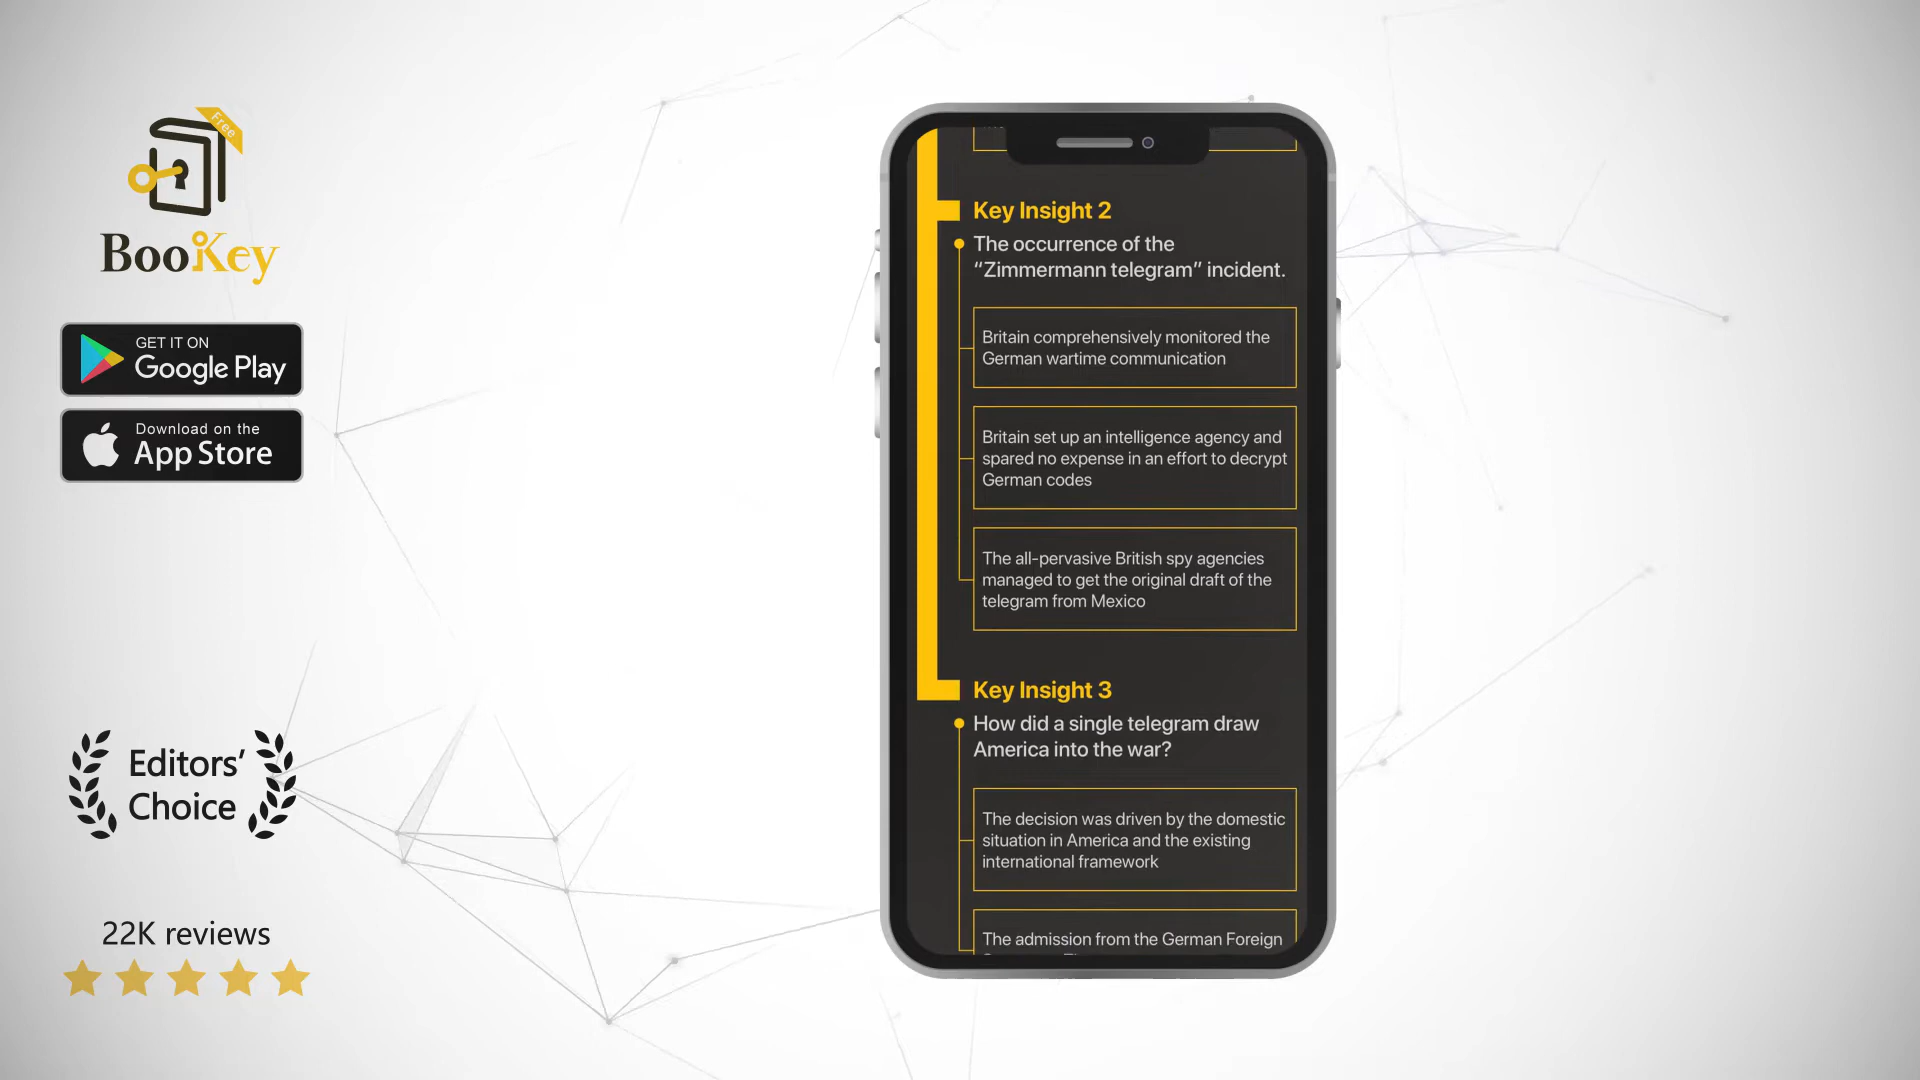 Free
BooKey
GET IT ON
Google Play
Download on the
App Store
Editors’
Choice
22K reviews
Key Insight 2
The occurrence of the
“Zimmermann telegram” incident.
Britain comprehensively monitored the
German wartime communication
Britain set up an intelligence agency and
spared no expense in an effort to decrypt
German codes
The all-pervasive British spy agencies
managed to get the original draft of the
telegram from Mexico
Key Insight 3
How did a single telegram draw
America into the war?
The decision was driven by the domestic
situation in America and the existing
international framework
The admission from the German Foreign